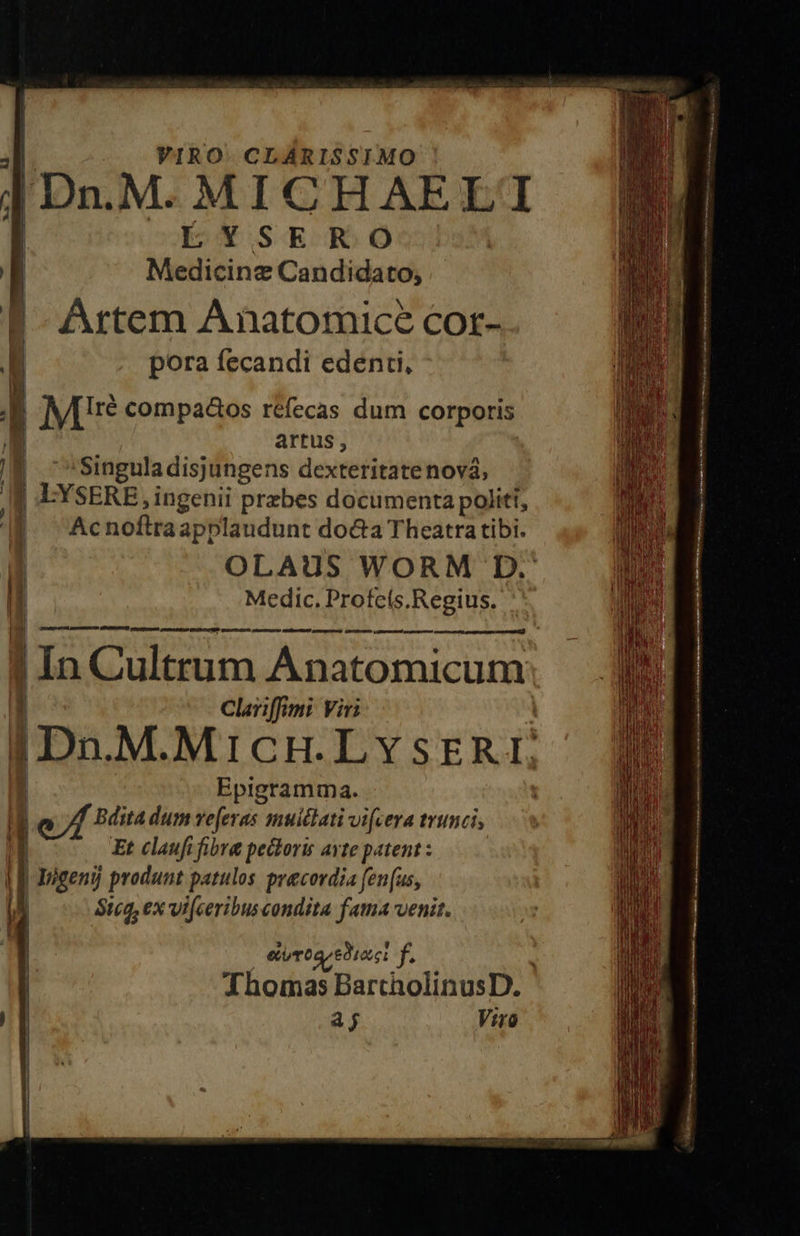 VIRO CLARISSIMO
Dn.M. MICHAELI
LYSERO
Medicinæ Candidato,
Artem Anatomicè cor-
pora ſecandi edenti,
MIrè compactos reſecas dum corporis
artus,
Singula disjungens dexteritate novâ,
LYSERE, ingenii præbes documenta politi,
Ac noſtra applaudunt docta Theatra tibi.
OLAUS WORM D.
Medic. Profeſs. Regius.
In Cultrum Anatomicum
Clariſſimi Viri
Dn.M.MICH. LYSERI,
Epigramma.
ABdita dum reſeras mulctati viſcera trunci,
Et clauſi fibræ pectoris arte patent:
Ingenij produnt patulos præcordia ſenſus,
Sicq; ex viſceribus condita fama venit.
αὐτοσχεδιαςὶ f.
Thomas Bartholinus D.
a 5 Viro